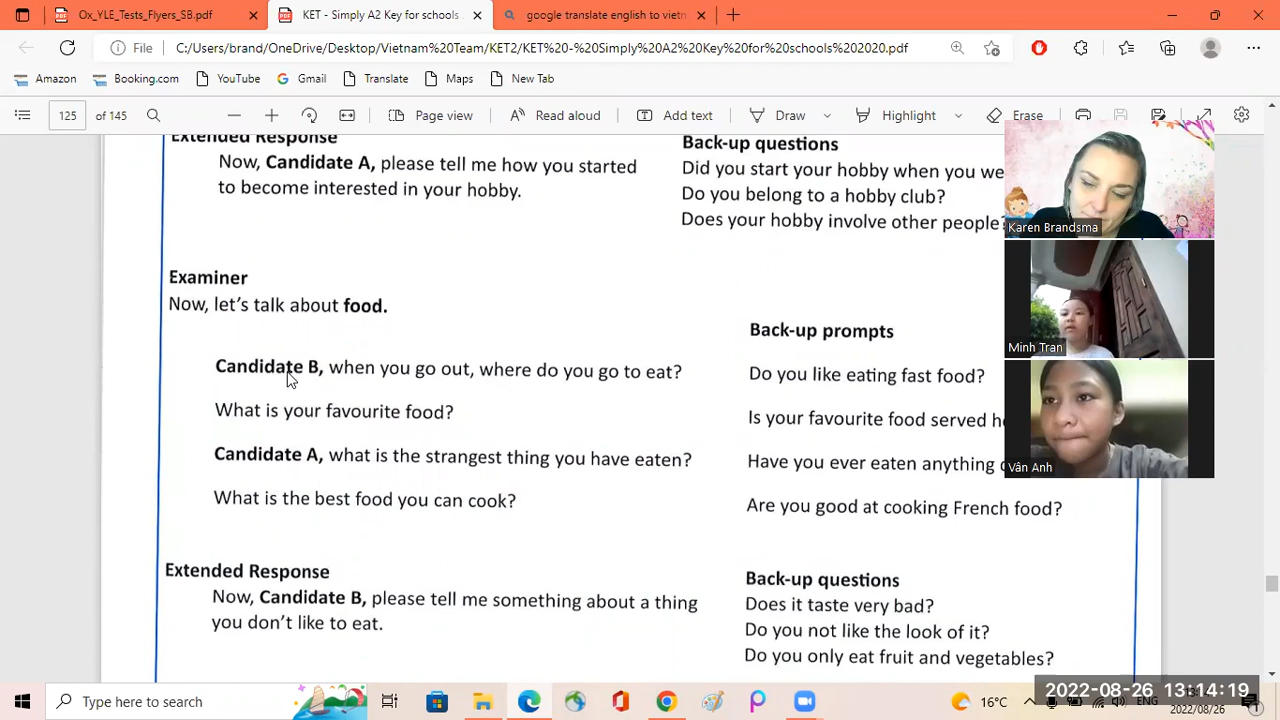 Ox_YLE_Tests_Flyers_SB.pdf
KET - Simply A2 Key for schools
google translate english to vietn
File
C:/Users/brand/OneDrive/Desktop/Vietnam%20Team/KET2/KET%20-%20Simply%20A2%20Key%20for%20schools%202020.pdf
Amazon
Booking.com
YouTube
Gmail
Translate
Maps
New Tab
125 of 145
Page view
Read aloud
Add text
Draw
Highlight
Erase
Extended Response
Now, Candidate A, please tell me how you started
to become interested in your hobby.
Back-up questions
Did you start your hobby when you we
Do you belong to a hobby club?
Does your hobby involve other people?
Examiner
Now, let's talk about food.
Candidate B, when you go out, where do you go to eat?
What is your favourite food?
Candidate A, what is the strangest thing you have eaten?
What is the best food you can cook?
Back-up prompts
Do you like eating fast food?
Is your favourite food served
Have you ever eaten anything
Are you good at cooking French food?
Extended Response
Now, Candidate B, please tell me something about a thing
you don't like to eat.
Back-up questions
Does it taste very bad?
Do you not like the look of it?
Do you only eat fruit and vegetables?
Karen Brandsma
Minh Tran
Vân Anh
Type here to search
16°C
2022-08-26 13:14:19
2022/08/26